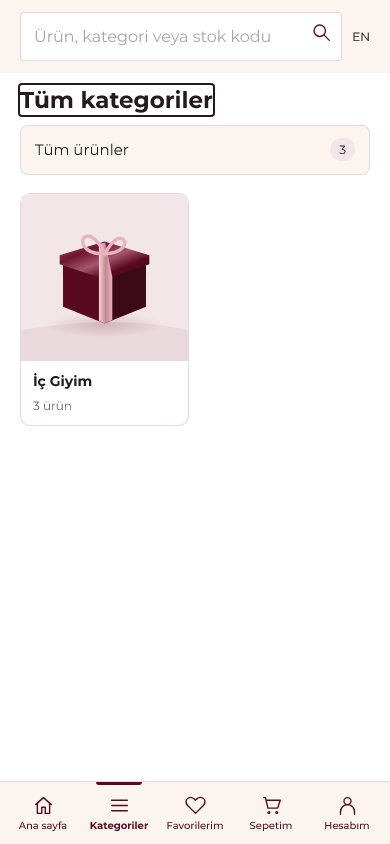 Ürün, kategori veya stok kodu
EN
Tüm kategoriler
Tüm ürünler
3
İç Giyim
3 ürün
Ana sayfa
Kategoriler
Favorilerim
Sepetim
Hesabım